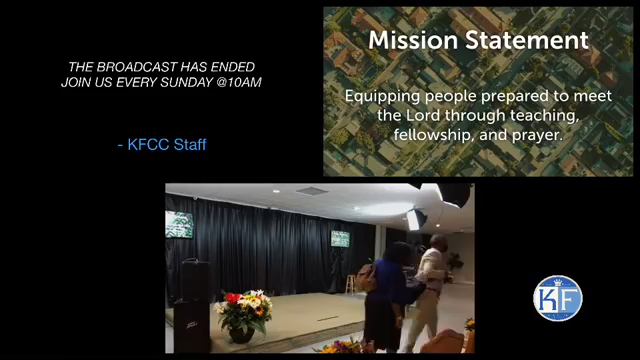 THE BROADCAST HAS ENDED
JOIN US EVERY SUNDAY @10AM
- KFCC Staff
Mission Statement
Equipping people prepared to meet
the Lord through teaching,
fellowship, and prayer.
KF